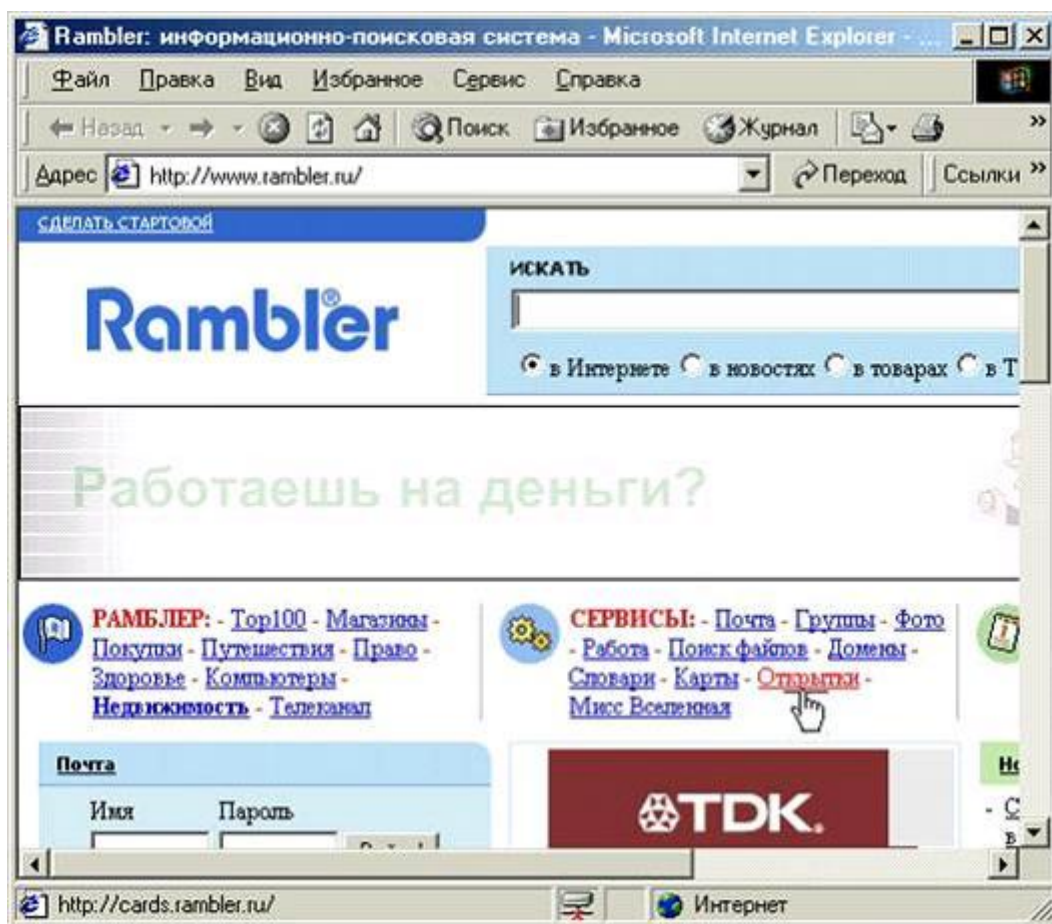 Rambler: информационно-поисковая система - Microsoft Internet Explorer - ...
Файл Правка Вид Избранное Сервис Справка
Назад Поиск Избранное Журнал »
Адрес http://www.rambler.ru/ Переход Ссылки »
СДЕЛАТЬ СТАРТОВОЙ
Rambler®
ИСКАТЬ
в Интернете в новостях в товарах в Т
Работаешь на деньги?
РАМБЛЕР: - Top100 - Магазины -
Покупки - Путешествия - Право -
Здоровье - Компьютеры -
Недвижимость - Телеканал
СЕРВИСЫ: - Почта - Группы - Фото
- Работа - Поиск файлов - Домены -
Словари - Карты - Открытки -
Мисс Вселенная
Почта
Имя Пароль
TDK.
Но
- С
в
http://cards.rambler.ru/ Интернет